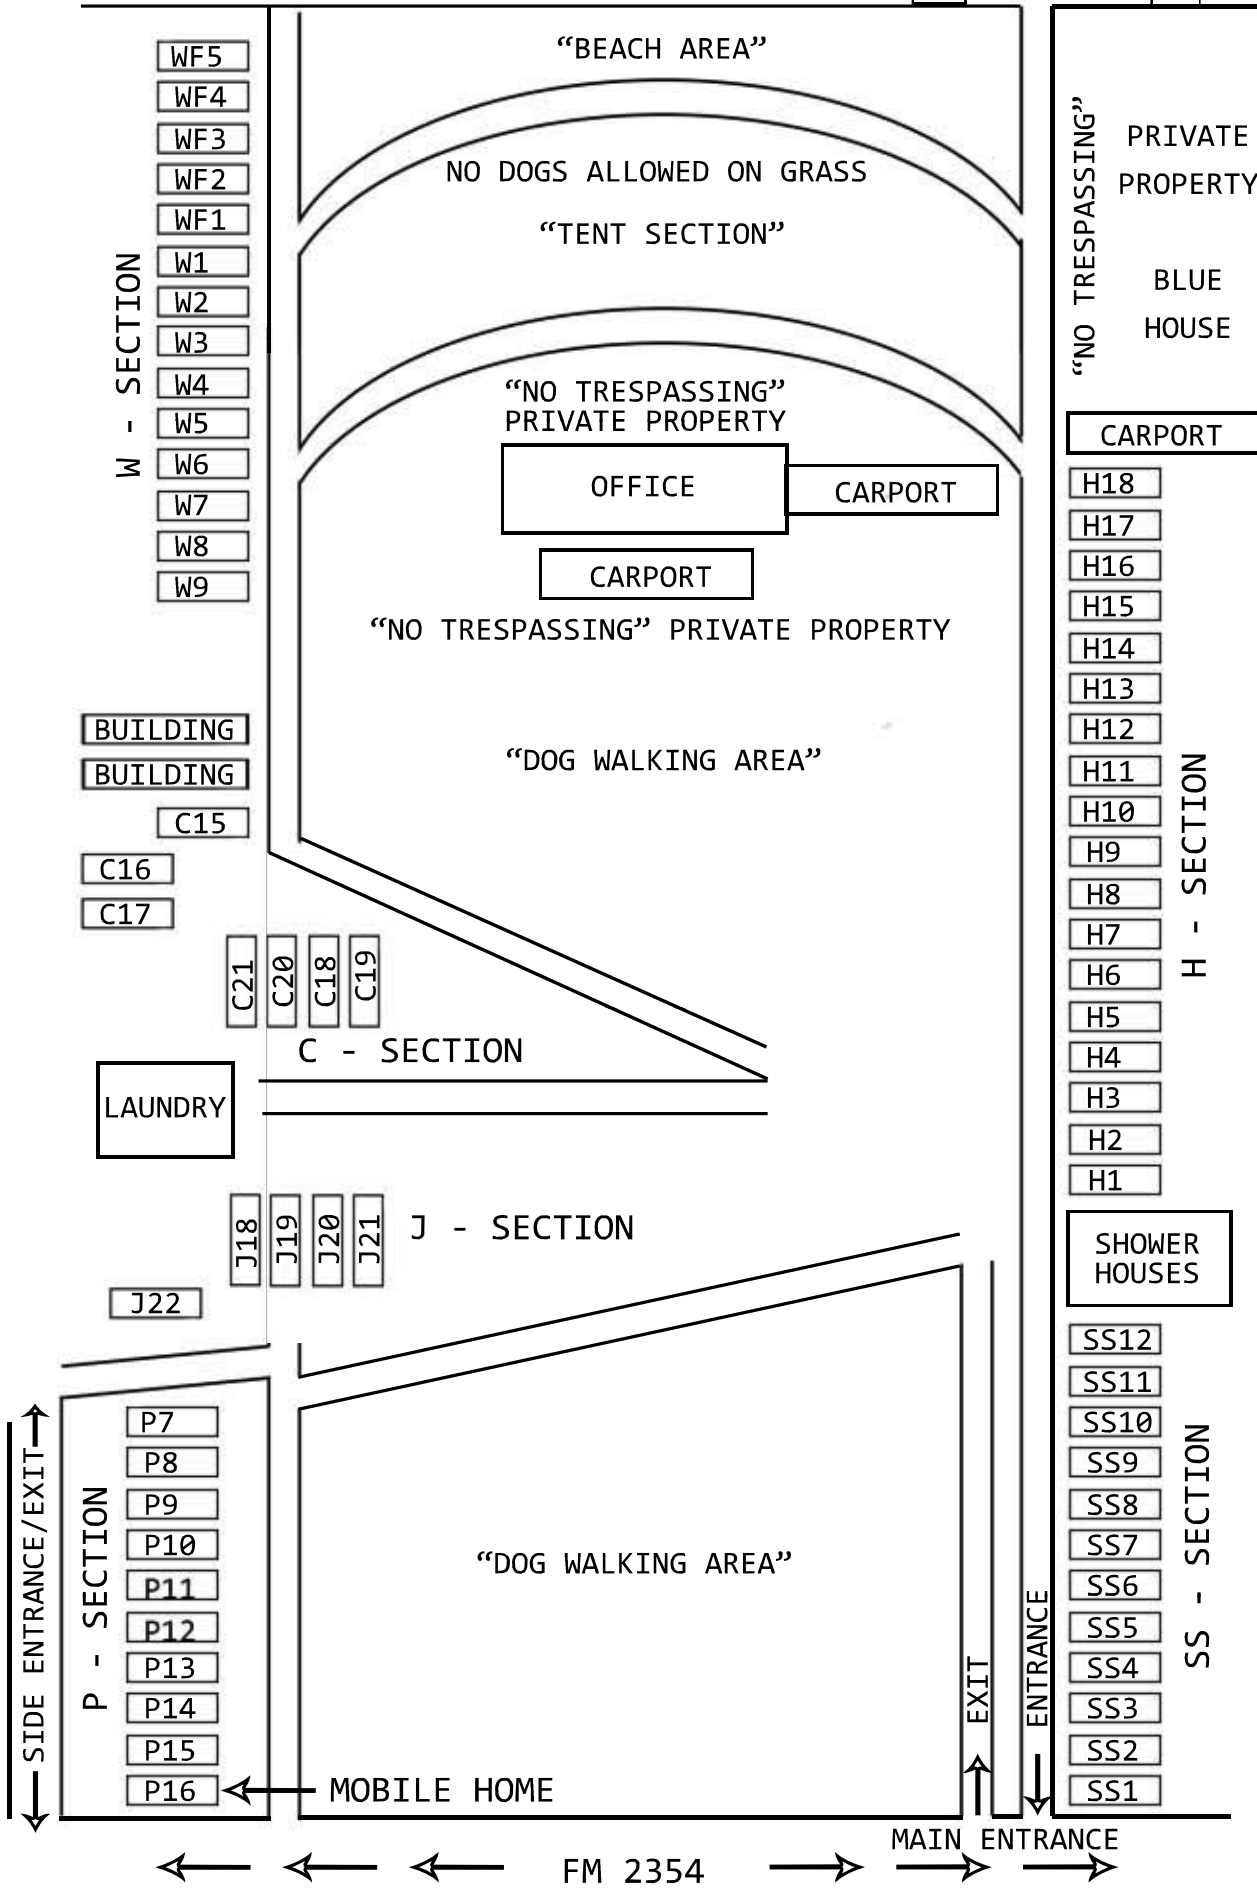 “BEACH AREA”
NO DOGS ALLOWED ON GRASS
“TENT SECTION”
“NO TRESPASSING”
PRIVATE PROPERTY
OFFICE
CARPORT
CARPORT
“NO TRESPASSING” PRIVATE PROPERTY
“DOG WALKING AREA”
“NO TRESPASSING”
PRIVATE
PROPERTY
BLUE
HOUSE
CARPORT
W - SECTION
WF5
WF4
WF3
WF2
WF1
W1
W2
W3
W4
W5
W6
W7
W8
W9
BUILDING
BUILDING
C15
C16
C17
C21
C20
C18
C19
C - SECTION
LAUNDRY
J18
J19
J20
J21
J - SECTION
J22
H18
H17
H16
H15
H14
H13
H12
H11
H10
H9
H8
H7
H6
H5
H4
H3
H2
H1
H - SECTION
SHOWER
HOUSES
SS12
SS11
SS10
SS9
SS8
SS7
SS6
SS5
SS4
SS3
SS2
SS1
SS - SECTION
SIDE ENTRANCE/EXIT
P - SECTION
P7
P8
P9
P10
P11
P12
P13
P14
P15
P16
MOBILE HOME
“DOG WALKING AREA”
EXIT
ENTRANCE
MAIN ENTRANCE
FM 2354